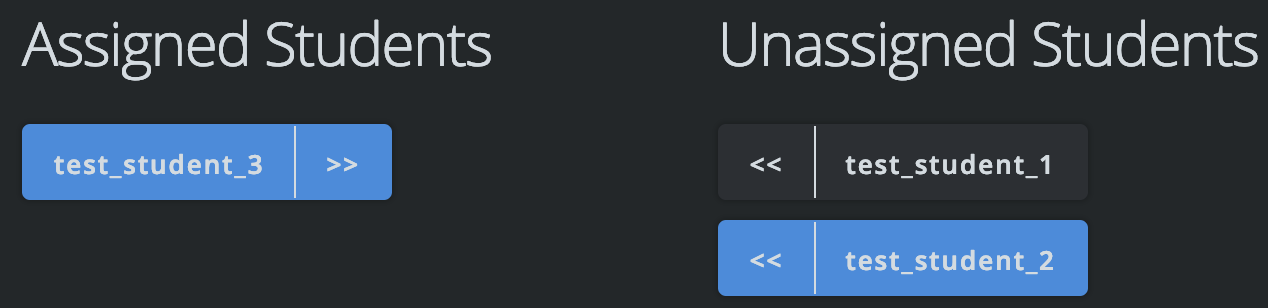 Assigned Students
Unassigned Students
test_student_3 >>
<< test_student_1
<< test_student_2